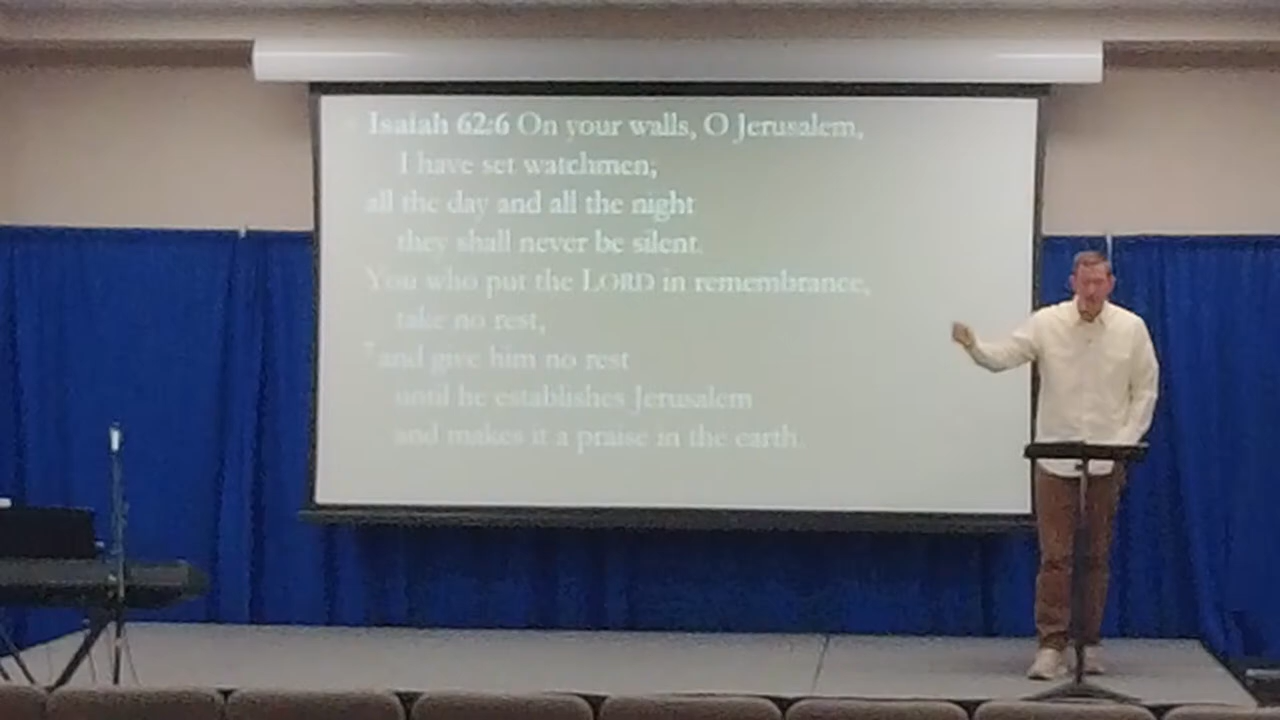 Isaiah 62:6 On your walls, O Jerusalem,
I have set watchmen;
all the day and all the night
they shall never be silent.
You who put the LORD in remembrance,
take no rest,
7 and give him no rest
until he establishes Jerusalem
and makes it a praise in the earth.